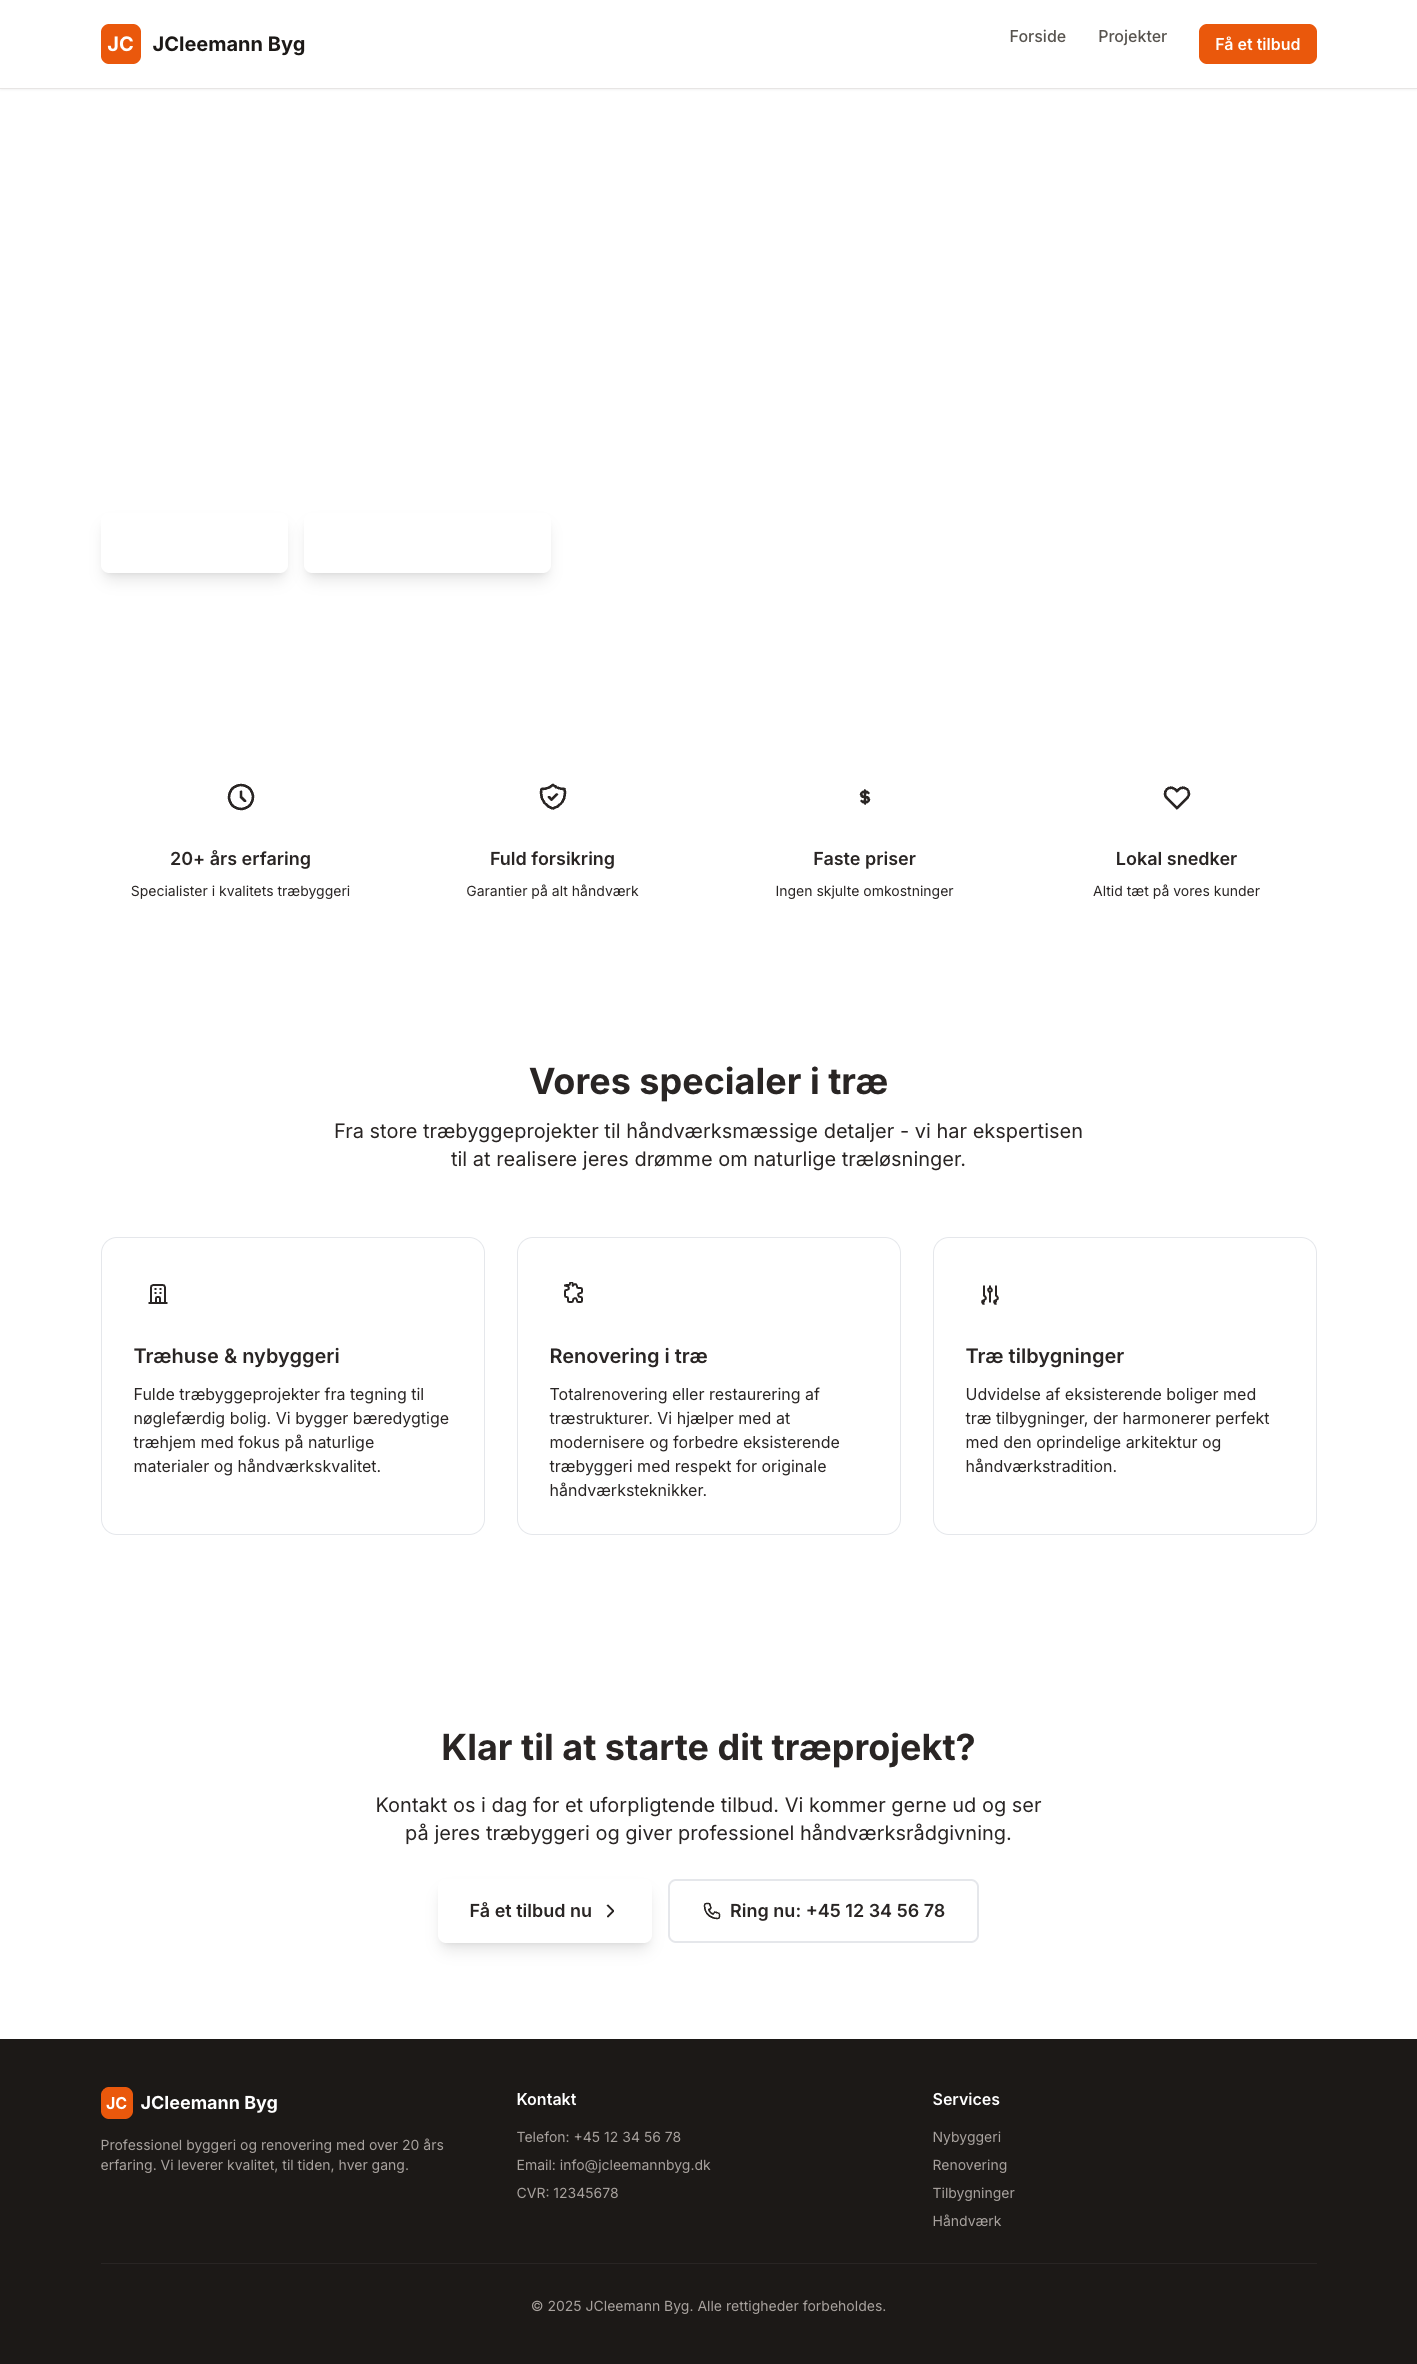 JC JCleemann Byg
Forside Projekter Få et tilbud
$
20+ års erfaring
Specialister i kvalitets træbyggeri
Fuld forsikring
Garantier på alt håndværk
Faste priser
Ingen skjulte omkostninger
Lokal snedker
Altid tæt på vores kunder
Vores specialer i træ
Fra store træbyggeprojekter til håndværksmæssige detaljer - vi har ekspertisen
til at realisere jeres drømme om naturlige træløsninger.
Træhuse & nybyggeri
Fulde træbyggeprojekter fra tegning til
nøglefærdig bolig. Vi bygger bæredygtige
træhjem med fokus på naturlige
materialer og håndværkskvalitet.
Renovering i træ
Totalrenovering eller restaurering af
træstrukturer. Vi hjælper med at
modernisere og forbedre eksisterende
træbyggeri med respekt for originale
håndværksteknikker.
Træ tilbygninger
Udvidelse af eksisterende boliger med
træ tilbygninger, der harmonerer perfekt
med den oprindelige arkitektur og
håndværkstradition.
Klar til at starte dit træprojekt?
Kontakt os i dag for et uforpligtende tilbud. Vi kommer gerne ud og ser
på jeres træbyggeri og giver professionel håndværksrådgivning.
Få et tilbud nu
Ring nu: +45 12 34 56 78
JC JCleemann Byg
Professionel byggeri og renovering med over 20 års
erfaring. Vi leverer kvalitet, til tiden, hver gang.
Kontakt
Telefon: +45 12 34 56 78
Email: info@jcleemannbyg.dk
CVR: 12345678
Services
Nybyggeri
Renovering
Tilbygninger
Håndværk
© 2025 JCleemann Byg. Alle rettigheder forbeholdes.